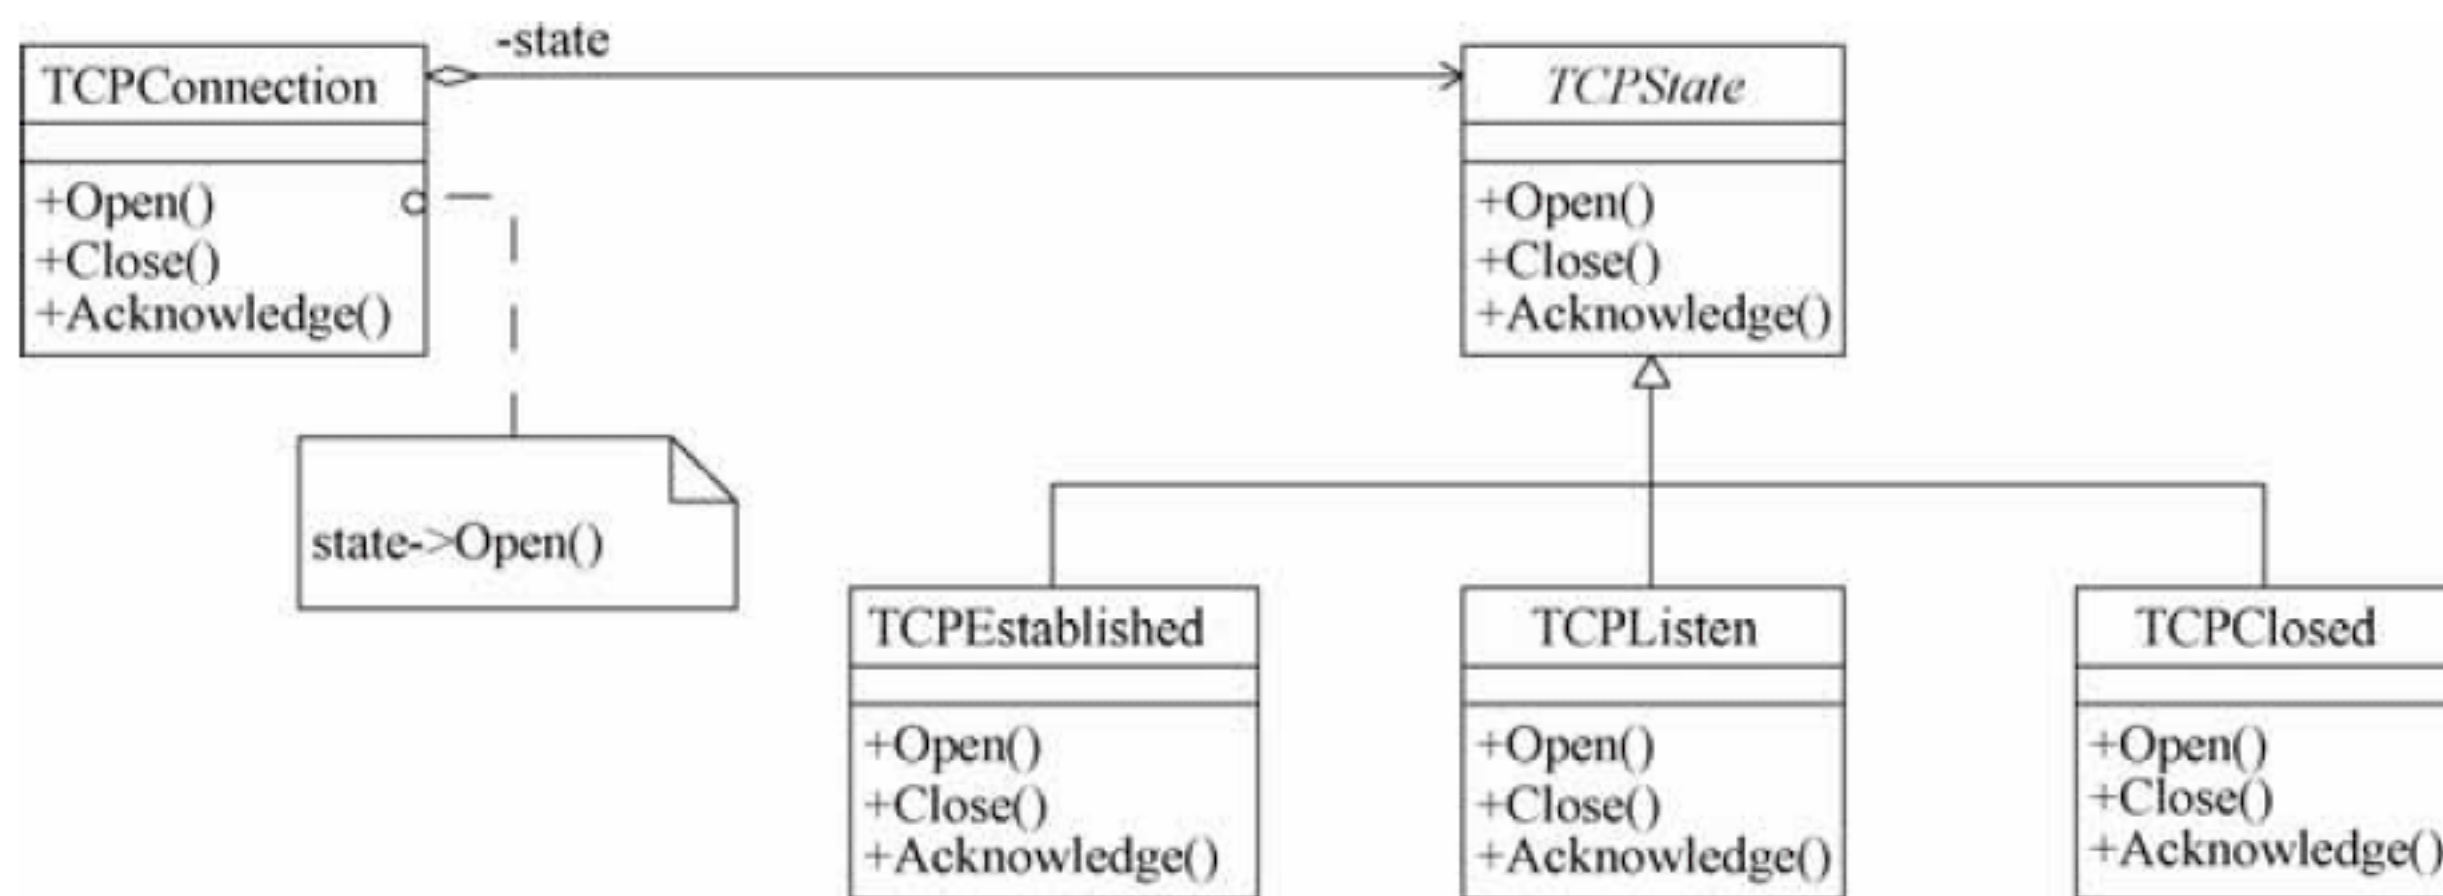 -state
TCPConnection
+Open()
+Close()
+Acknowledge()
TCPState
+Open()
+Close()
+Acknowledge()
state->Open()
TCPEstablished
+Open()
+Close()
+Acknowledge()
TCPListen
+Open()
+Close()
+Acknowledge()
TCPClosed
+Open()
+Close()
+Acknowledge()